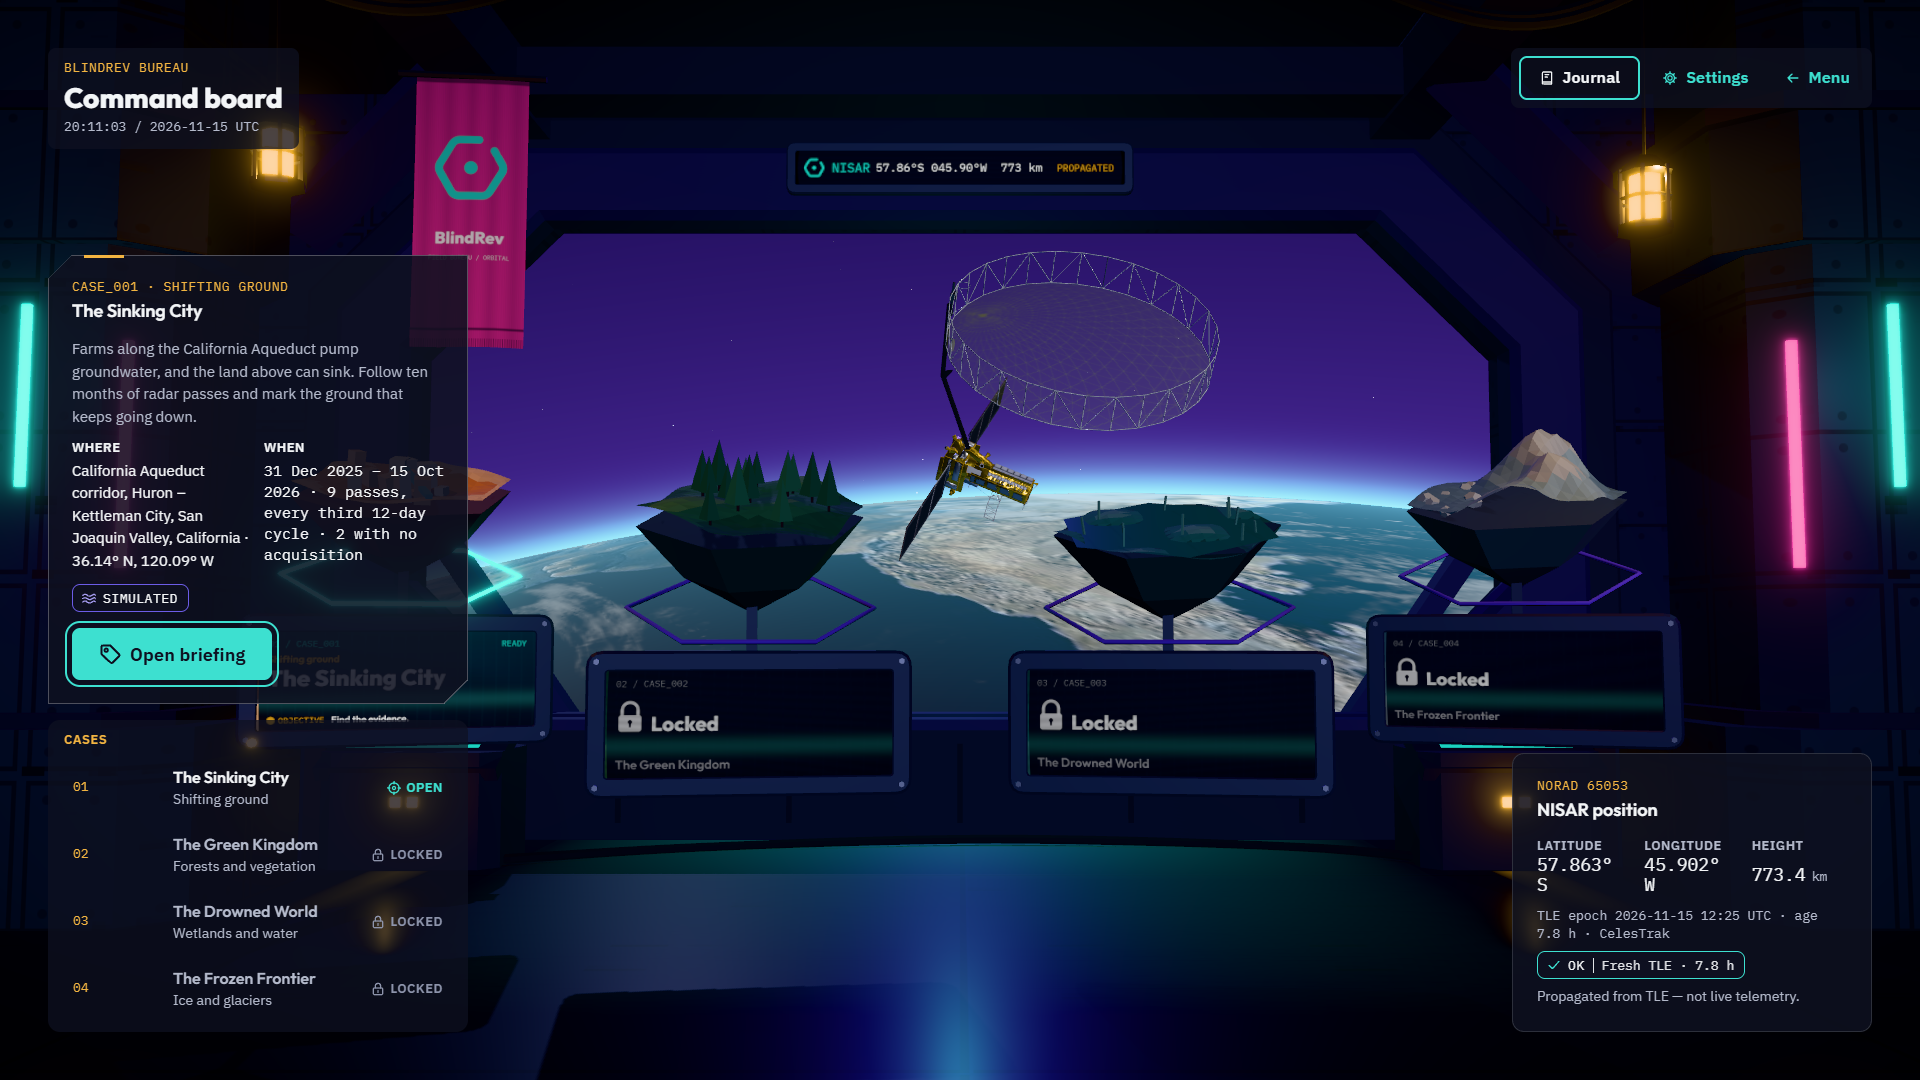 BLINDREV BUREAU
Command board
20:11:03 / 2026-11-15 UTC
Journal
Settings
Menu
NISAR 57.86°S 045.90°W 773 km PROPAGATED
BlindRev
/ ORBITAL
CASE_001 · SHIFTING GROUND
The Sinking City
Farms along the California Aqueduct pump
groundwater, and the land above can sink. Follow ten
months of radar passes and mark the ground that
keeps going down.
WHERE
California Aqueduct
corridor, Huron –
Kettleman City, San
Joaquin Valley, California ·
36.14° N, 120.09° W
WHEN
31 Dec 2025 – 15 Oct
2026 · 9 passes,
every third 12-day
cycle · 2 with no
acquisition
SIMULATED
Open briefing
/ CASE_001
READY
The Sinking City
OBJECTIVE Find the evidence.
02 / CASE_002
Locked
The Green Kingdom
03 / CASE_003
Locked
The Drowned World
04 / CASE_004
Locked
The Frozen Frontier
CASES
01
The Sinking City
Shifting ground
OPEN
02
The Green Kingdom
Forests and vegetation
LOCKED
03
The Drowned World
Wetlands and water
LOCKED
04
The Frozen Frontier
Ice and glaciers
LOCKED
NORAD 65053
NISAR position
LATITUDE
57.863°
S
LONGITUDE
45.902°
W
HEIGHT
773.4 km
TLE epoch 2026-11-15 12:25 UTC · age
7.8 h · CelesTrak
OK | Fresh TLE · 7.8 h
Propagated from TLE — not live telemetry.